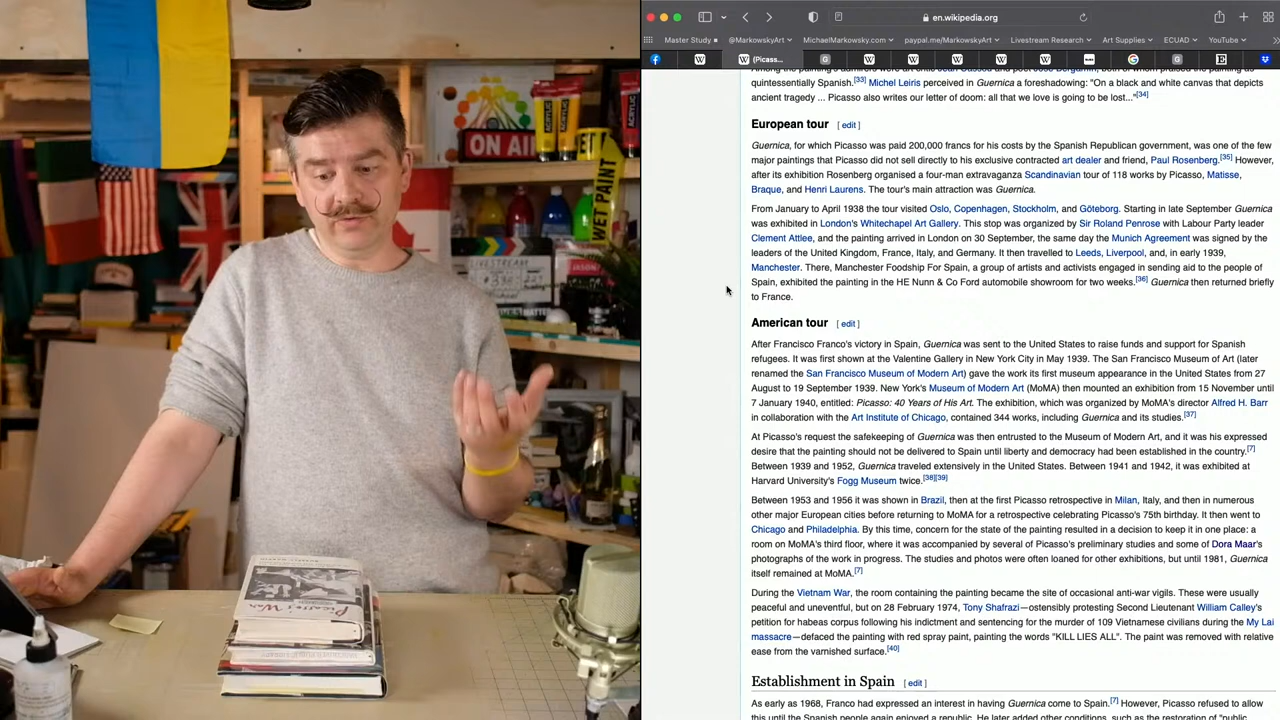 ON AIR
WET PAINT
LIVESTREAM
Picasso's War
en.wikipedia.org
Master Study
@MarkowskyArt
MichaelMarkowsky.com
paypal.me/MarkowskyArt
Livestream Research
Art Supplies
ECUAD
YouTube
(Picass...
quintessentially Spanish.[33] Michel Leiris perceived in Guernica a foreshadowing: "On a black and white canvas that depicts
ancient tragedy ... Picasso also writes our letter of doom: all that we love is going to be lost..."[34]
European tour [ edit ]
Guernica, for which Picasso was paid 200,000 francs for his costs by the Spanish Republican government, was one of the few
major paintings that Picasso did not sell directly to his exclusive contracted art dealer and friend, Paul Rosenberg.[35] However,
after its exhibition Rosenberg organised a four-man extravaganza Scandinavian tour of 118 works by Picasso, Matisse,
Braque, and Henri Laurens. The tour's main attraction was Guernica.
From January to April 1938 the tour visited Oslo, Copenhagen, Stockholm, and Göteborg. Starting in late September Guernica
was exhibited in London's Whitechapel Art Gallery. This stop was organized by Sir Roland Penrose with Labour Party leader
Clement Attlee, and the painting arrived in London on 30 September, the same day the Munich Agreement was signed by the
leaders of the United Kingdom, France, Italy, and Germany. It then travelled to Leeds, Liverpool, and, in early 1939,
Manchester. There, Manchester Foodship For Spain, a group of artists and activists engaged in sending aid to the people of
Spain, exhibited the painting in the HE Nunn & Co Ford automobile showroom for two weeks.[36] Guernica then returned briefly
to France.
American tour [ edit ]
After Francisco Franco's victory in Spain, Guernica was sent to the United States to raise funds and support for Spanish
refugees. It was first shown at the Valentine Gallery in New York City in May 1939. The San Francisco Museum of Art (later
renamed the San Francisco Museum of Modern Art) gave the work its first museum appearance in the United States from 27
August to 19 September 1939. New York's Museum of Modern Art (MoMA) then mounted an exhibition from 15 November until
7 January 1940, entitled: Picasso: 40 Years of His Art. The exhibition, which was organized by MoMA's director Alfred H. Barr
in collaboration with the Art Institute of Chicago, contained 344 works, including Guernica and its studies.[37]
At Picasso's request the safekeeping of Guernica was then entrusted to the Museum of Modern Art, and it was his expressed
desire that the painting should not be delivered to Spain until liberty and democracy had been established in the country.[7]
Between 1939 and 1952, Guernica traveled extensively in the United States. Between 1941 and 1942, it was exhibited at
Harvard University's Fogg Museum twice.[38][39]
Between 1953 and 1956 it was shown in Brazil, then at the first Picasso retrospective in Milan, Italy, and then in numerous
other major European cities before returning to MoMA for a retrospective celebrating Picasso's 75th birthday. It then went to
Chicago and Philadelphia. By this time, concern for the state of the painting resulted in a decision to keep it in one place: a
room on MoMA's third floor, where it was accompanied by several of Picasso's preliminary studies and some of Dora Maar's
photographs of the work in progress. The studies and photos were often loaned for other exhibitions, but until 1981, Guernica
itself remained at MoMA.[7]
During the Vietnam War, the room containing the painting became the site of occasional anti-war vigils. These were usually
peaceful and uneventful, but on 28 February 1974, Tony Shafrazi—ostensibly protesting Second Lieutenant William Calley's
petition for habeas corpus following his indictment and sentencing for the murder of 109 Vietnamese civilians during the My Lai
massacre—defaced the painting with red spray paint, painting the words "KILL LIES ALL". The paint was removed with relative
ease from the varnished surface.[40]
Establishment in Spain [ edit ]
As early as 1968, Franco had expressed an interest in having Guernica come to Spain.[7] However, Picasso refused to allow
this until the Spanish people again enjoyed a republic. He later added other conditions, such as the restoration of "public